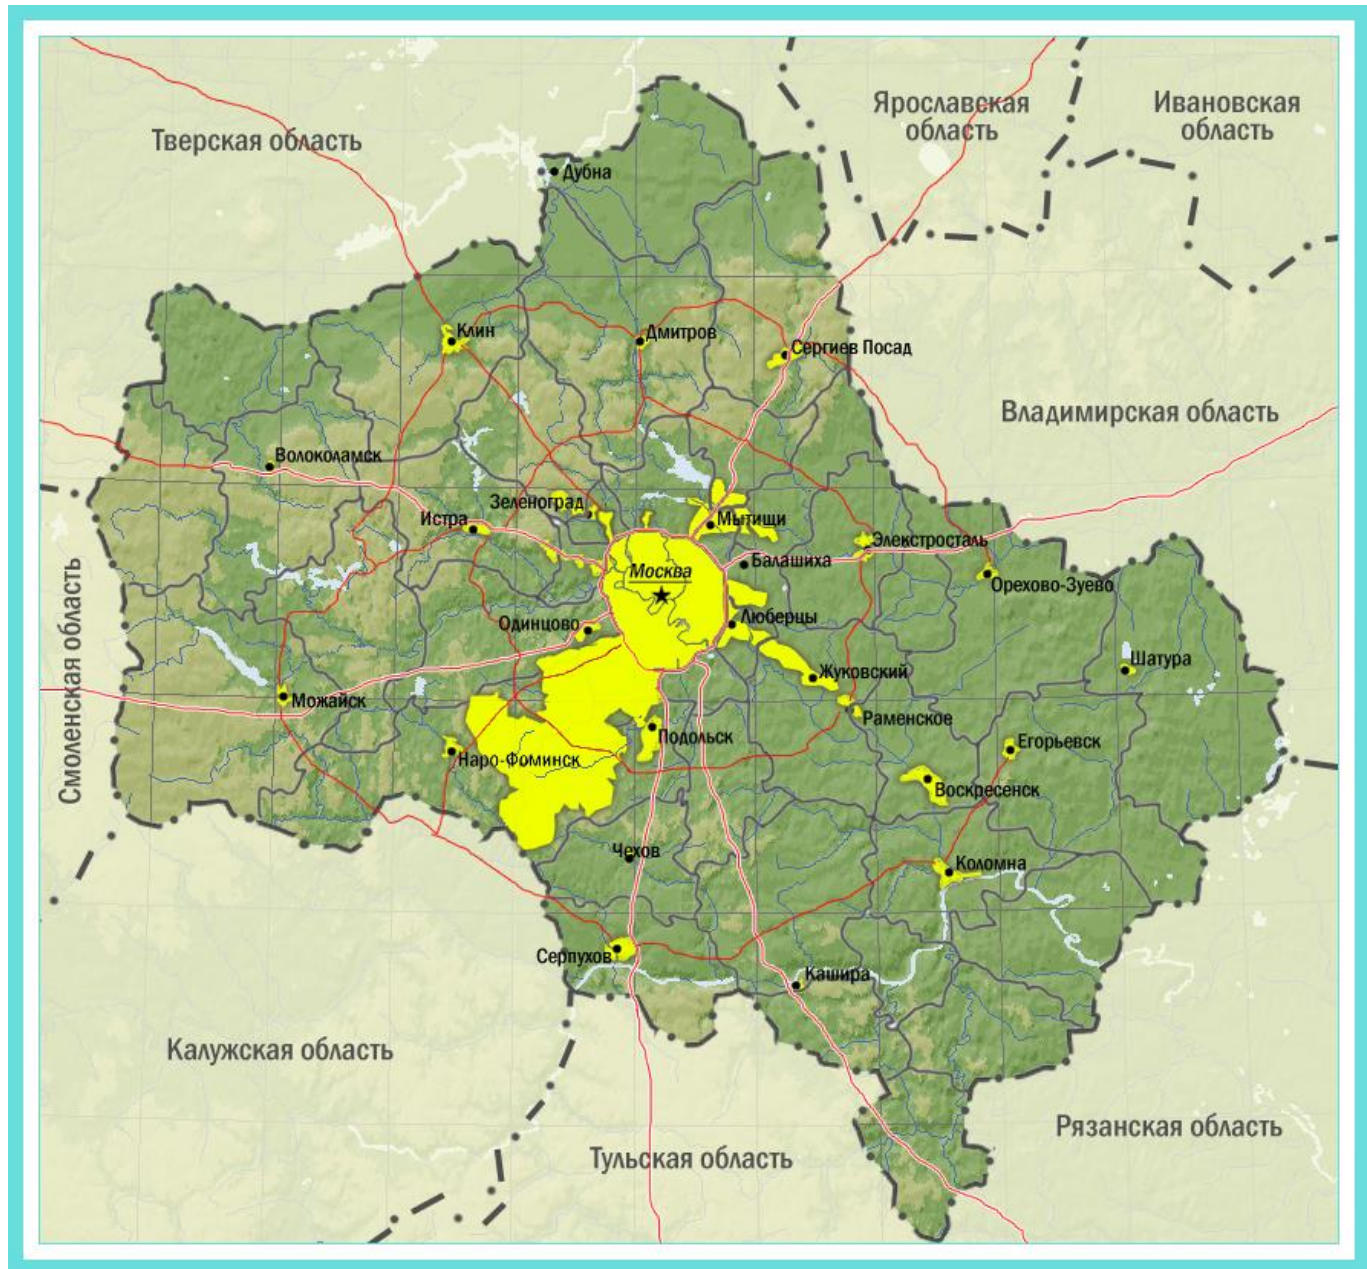 Ярославская
область
Ивановская
область
Тверская область
Дубна
Клин
Дмитров
Сергиев Посад
Владимирская область
Волоколамск
Зеленоград
Истра
Мытищи
Элекстросталь
Балашиха
Москва
Орехово-Зуево
Смоленская область
Одинцово
Люберцы
Шатура
Жуковский
Можайск
Раменское
Подольск
Егорьевск
Наро-Фоминск
Воскресенск
Чехов
Коломна
Серпухов
Кашира
Калужская область
Рязанская область
Тульская область